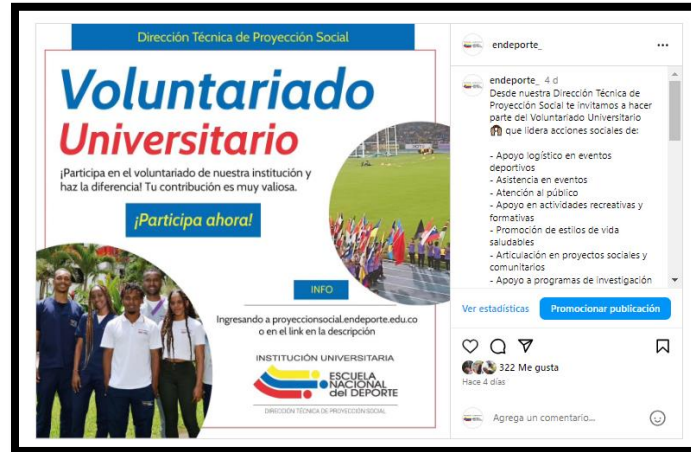 Dirección Técnica de Proyección Social
Voluntariado
Universitario
¡Participa en el voluntariado de nuestra institución y
haz la diferencia! Tu contribución es muy valiosa.
¡Participa ahora!
INFO
Ingresando a proyeccionsocial.endeporte.edu.co
o en el link en la descripción
INSTITUCIÓN UNIVERSITARIA
ESCUELA
NACIONAL
del DEPORTE
DIRECCIÓN TÉCNICA DE PROYECCIÓN SOCIAL
endeporte_
endeporte_ 4 d
Desde nuestra Dirección Técnica de
Proyección Social te invitamos a hacer
parte del Voluntariado Universitario
que lidera acciones sociales de:
- Apoyo logístico en eventos
deportivos
- Asistencia en eventos
- Atención al público
- Apoyo en actividades recreativas y
formativas
- Promoción de estilos de vida
saludables
- Articulación en proyectos sociales y
comunitarios
- Apoyo a programas de investigación
Ver estadísticas
Promocionar publicación
322 Me gusta
Hace 4 días
Agrega un comentario...